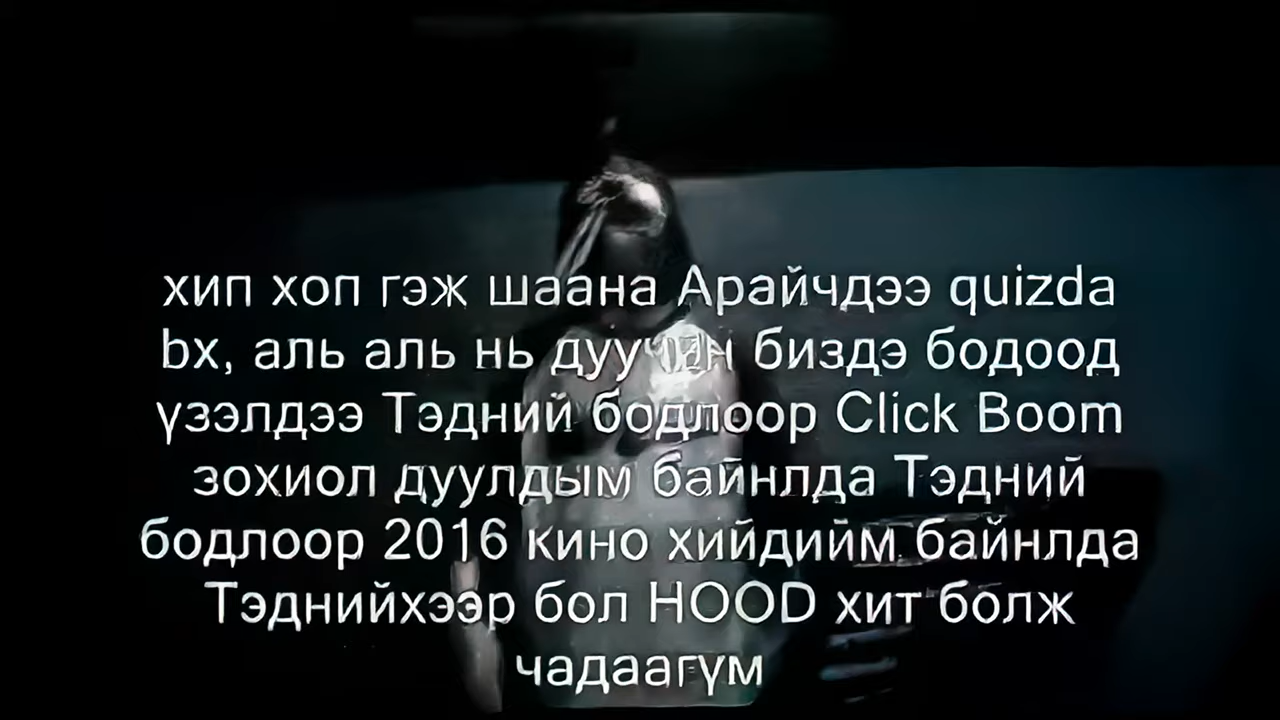 хип хоп гэж шаана Арайчдээ quizda
bx, аль аль нь дуучин биздэ бодоод
үзэлдээ Тэдний бодлоор Click Boom
зохиол дуулдым байнлда Тэдний
бодлоор 2016 кино хийдийм байнлда
Тэднийхээр бол HOOD хит болж
чадаагүм